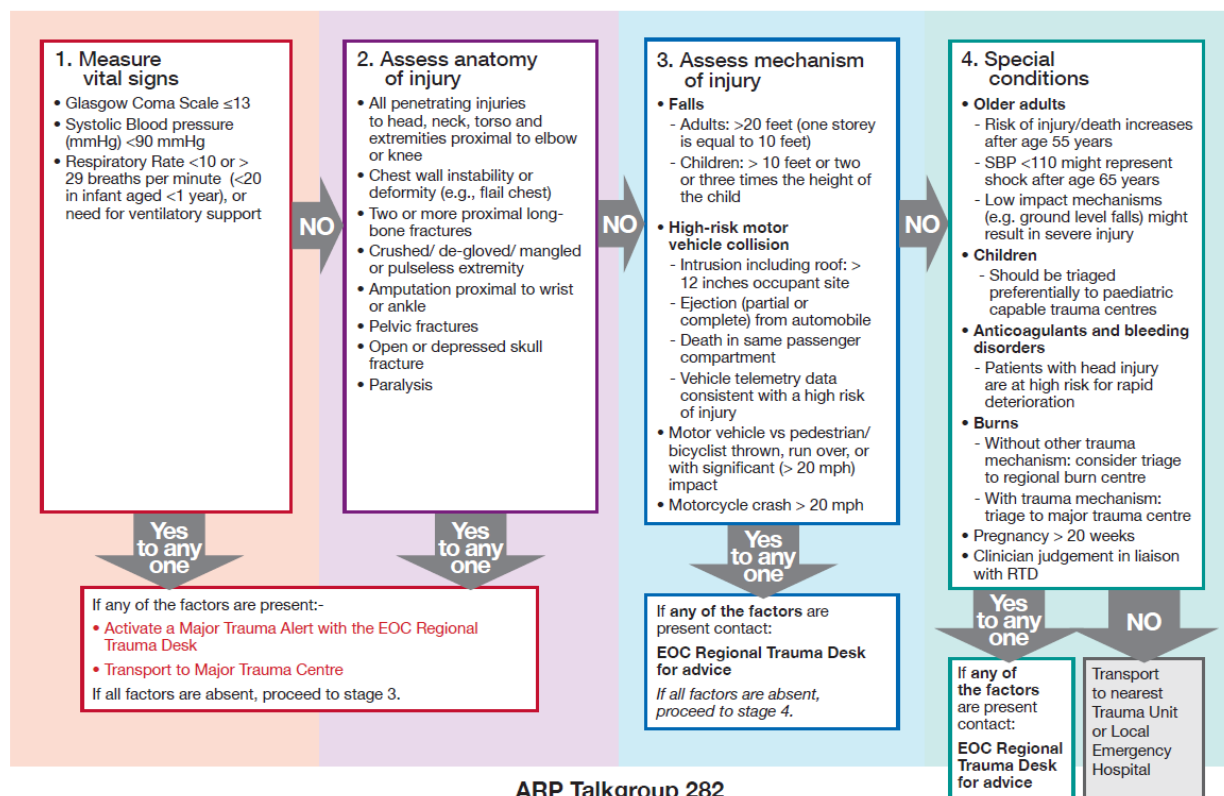 1. Measure
vital signs
• Glasgow Coma Scale ≤13
• Systolic Blood pressure
(mmHg) <90 mmHg
• Respiratory Rate <10 or >
29 breaths per minute (<20
in infant aged <1 year), or
need for ventilatory support
NO
Yes
to any
one
2. Assess anatomy
of injury
• All penetrating injuries
to head, neck, torso and
extremities proximal to elbow
or knee
• Chest wall instability or
deformity (e.g., flail chest)
• Two or more proximal long-
bone fractures
• Crushed/ de-gloved/ mangled
or pulseless extremity
• Amputation proximal to wrist
or ankle
• Pelvic fractures
• Open or depressed skull
fracture
• Paralysis
NO
Yes
to any
one
If any of the factors are present:-
• Activate a Major Trauma Alert with the EOC Regional
Trauma Desk
• Transport to Major Trauma Centre
If all factors are absent, proceed to stage 3.
3. Assess mechanism
of injury
• Falls
- Adults: >20 feet (one storey
is equal to 10 feet)
- Children: > 10 feet or two
or three times the height of
the child
• High-risk motor
vehicle collision
- Intrusion including roof: >
12 inches occupant site
- Ejection (partial or
complete) from automobile
- Death in same passenger
compartment
- Vehicle telemetry data
consistent with a high risk
of injury
• Motor vehicle vs pedestrian/
bicyclist thrown, run over, or
with significant (> 20 mph)
impact
• Motorcycle crash > 20 mph
NO
Yes
to any
one
If any of the factors are
present contact:
EOC Regional Trauma Desk
for advice
If all factors are absent,
proceed to stage 4.
4. Special
conditions
• Older adults
- Risk of injury/death increases
after age 55 years
- SBP <110 might represent
shock after age 65 years
- Low impact mechanisms
(e.g. ground level falls) might
result in severe injury
• Children
- Should be triaged
preferentially to paediatric
capable trauma centres
• Anticoagulants and bleeding
disorders
- Patients with head injury
are at high risk for rapid
deterioration
• Burns
- Without other trauma
mechanism: consider triage
to regional burn centre
- With trauma mechanism:
triage to major trauma centre
• Pregnancy > 20 weeks
• Clinician judgement in liaison
with RTD
Yes
to any
one
NO
If any of
the factors
are present
contact:
EOC Regional
Trauma Desk
for advice
Transport
to nearest
Trauma Unit
or Local
Emergency
Hospital
ARP Talkgroup 282